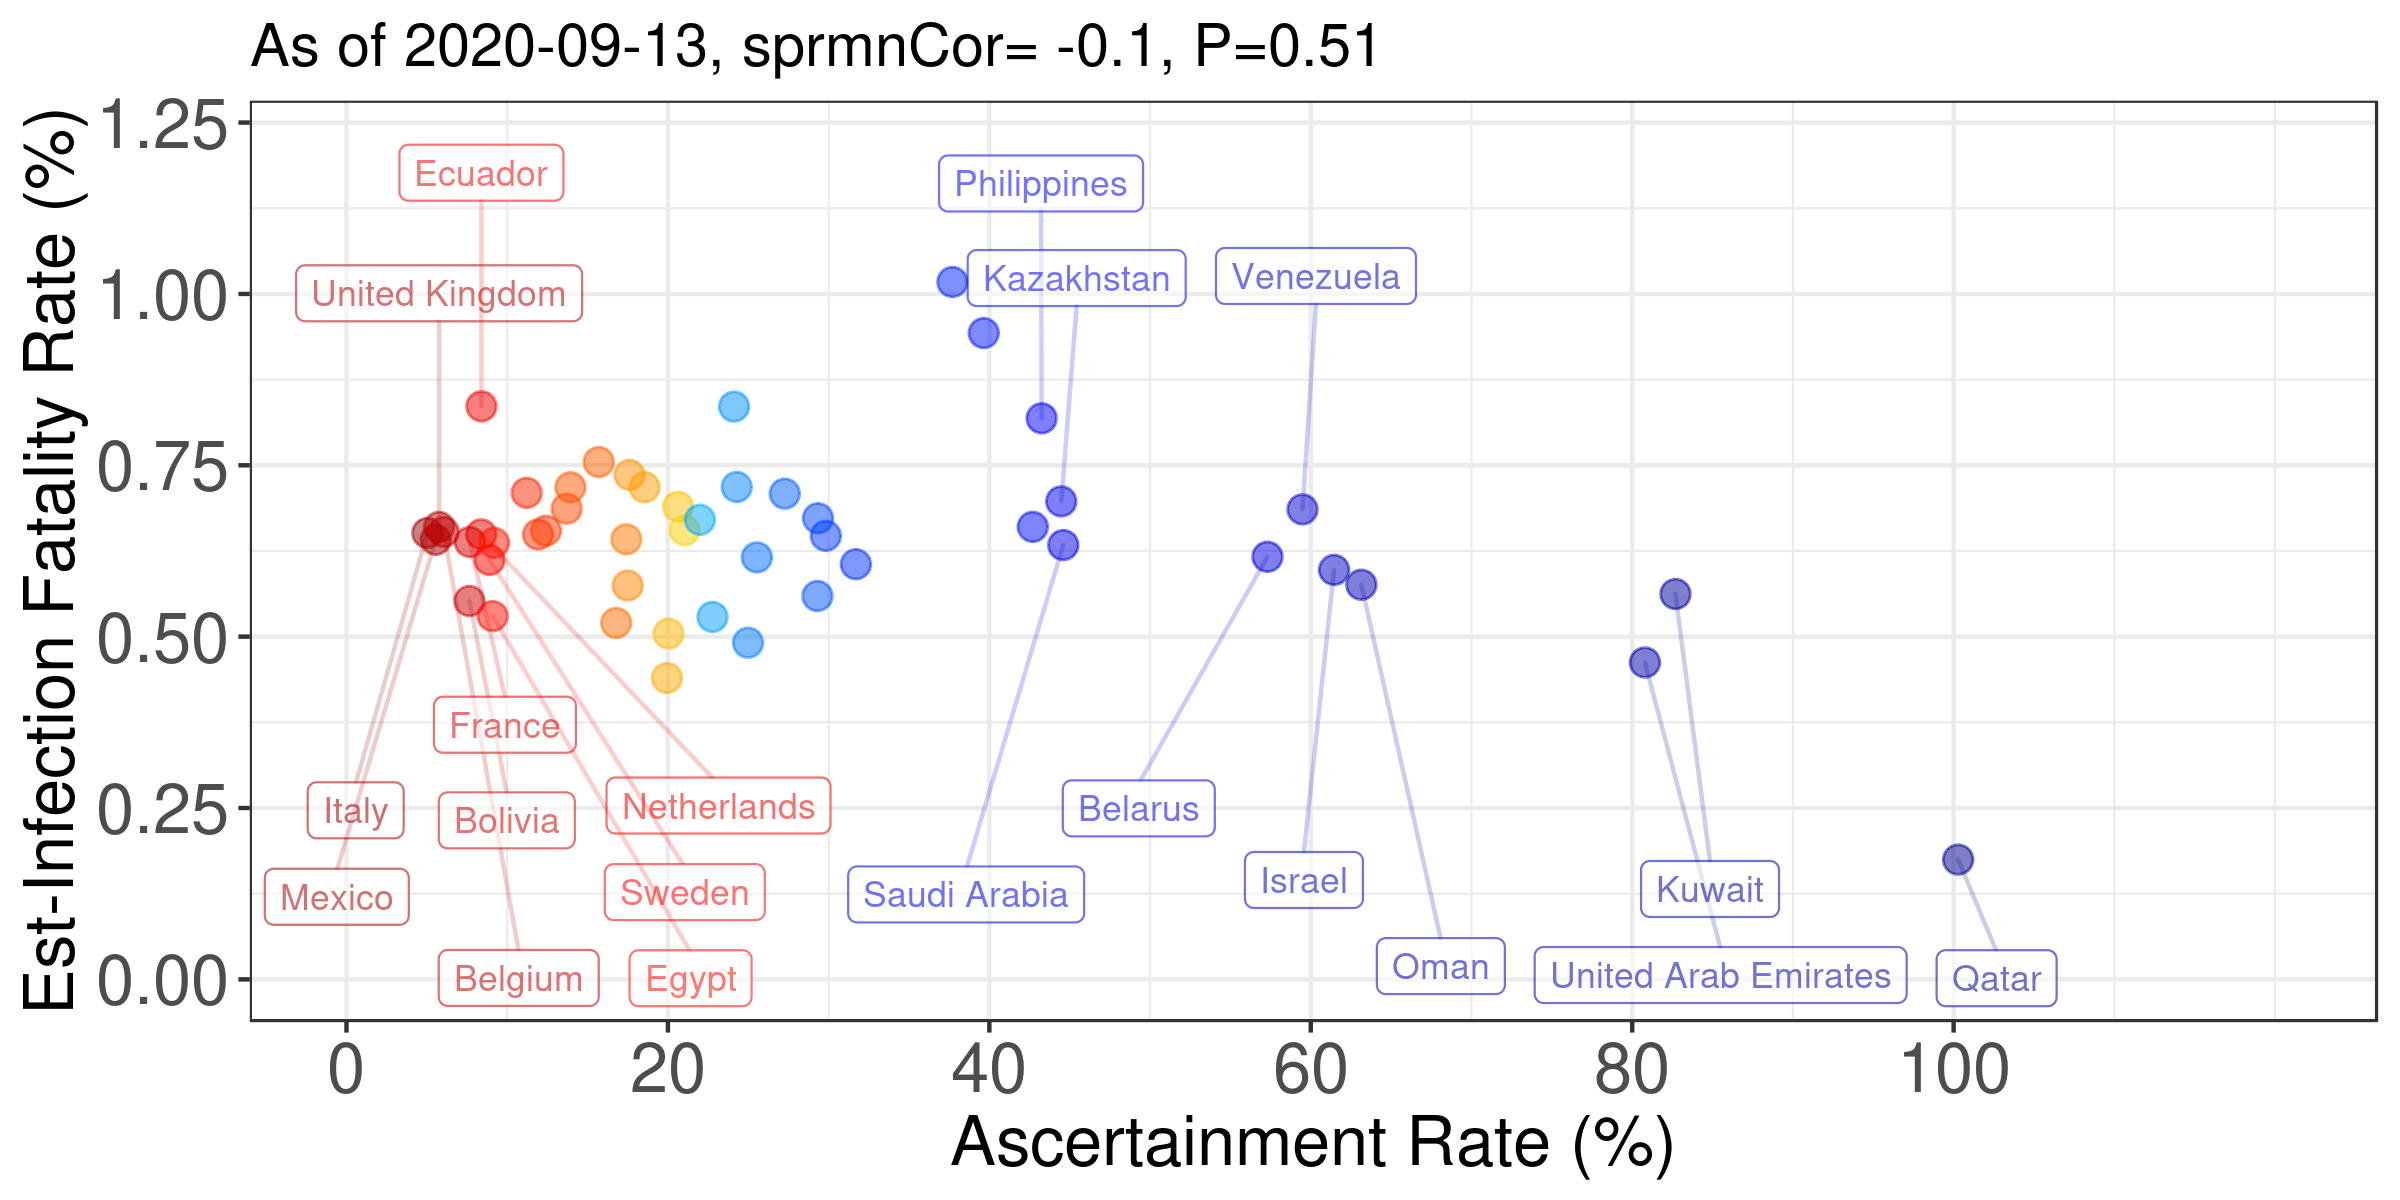 As of 2020-09-13, sprmnCor= -0.1, P=0.51
Est-Infection Fatality Rate (%)
1.25
1.00
0.75
0.50
0.25
0.00
Ecuador
Philippines
United Kingdom
Kazakhstan
Venezuela
France
Italy
Bolivia
Netherlands
Belarus
Mexico
Sweden
Saudi Arabia
Israel
Kuwait
Belgium
Egypt
Oman
United Arab Emirates
Qatar
0 20 40 60 80 100
Ascertainment Rate (%)